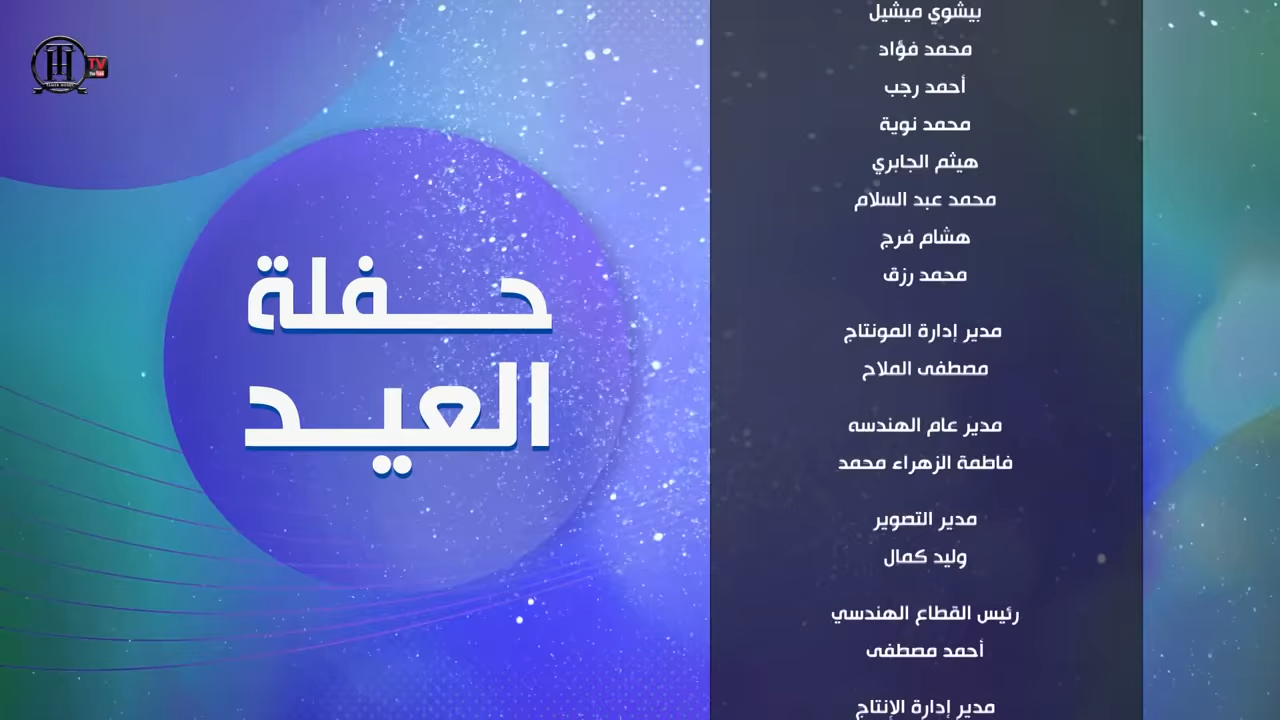 TV
حفلة
العيد
بيشوي ميشيل
محمد فؤاد
أحمد رجب
محمد نوية
هيثم الجابري
محمد عبد السلام
هشام فرج
محمد رزق
مدير إدارة المونتاج
مصطفى الملاح
مدير عام الهندسه
فاطمة الزهراء محمد
مدير التصوير
وليد كمال
رئيس القطاع الهندسي
أحمد مصطفى
مدير إدارة الإنتاج